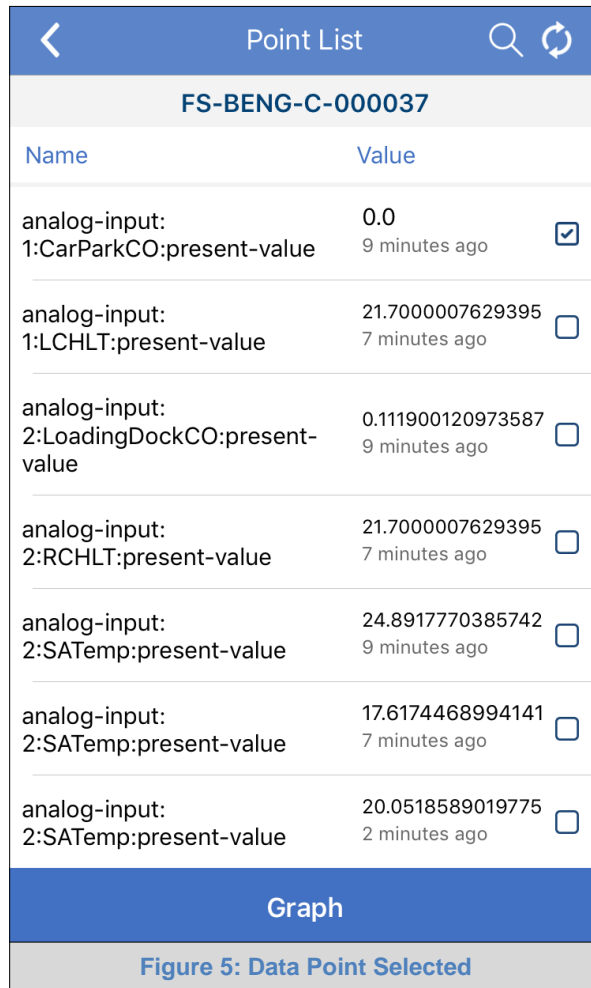 Point List
FS-BENG-C-000037
Name Value
analog-input: 0.0
1:CarParkCO:present-value 9 minutes ago
analog-input: 21.7000007629395
1:LCHLT:present-value 7 minutes ago
analog-input:
2:LoadingDockCO:present- 0.111900120973587
value 9 minutes ago
analog-input: 21.7000007629395
2:RCHLT:present-value 7 minutes ago
analog-input: 24.8917770385742
2:SATemp:present-value 9 minutes ago
analog-input: 17.6174468994141
2:SATemp:present-value 7 minutes ago
analog-input: 20.0518589019775
2:SATemp:present-value 2 minutes ago
Graph
Figure 5: Data Point Selected